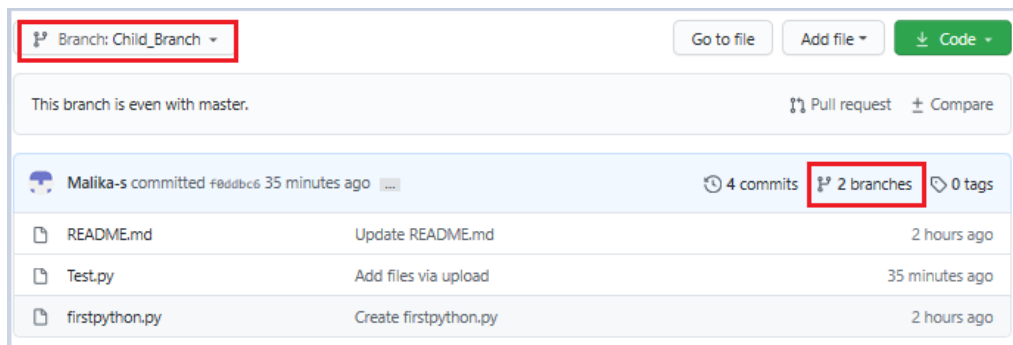 Branch: Child_Branch Go to file Add file Code
This branch is even with master. Pull request Compare
Malika-s committed f0ddbc6 35 minutes ago ... 4 commits 2 branches 0 tags
README.md Update README.md 2 hours ago
Test.py Add files via upload 35 minutes ago
firstpython.py Create firstpython.py 2 hours ago